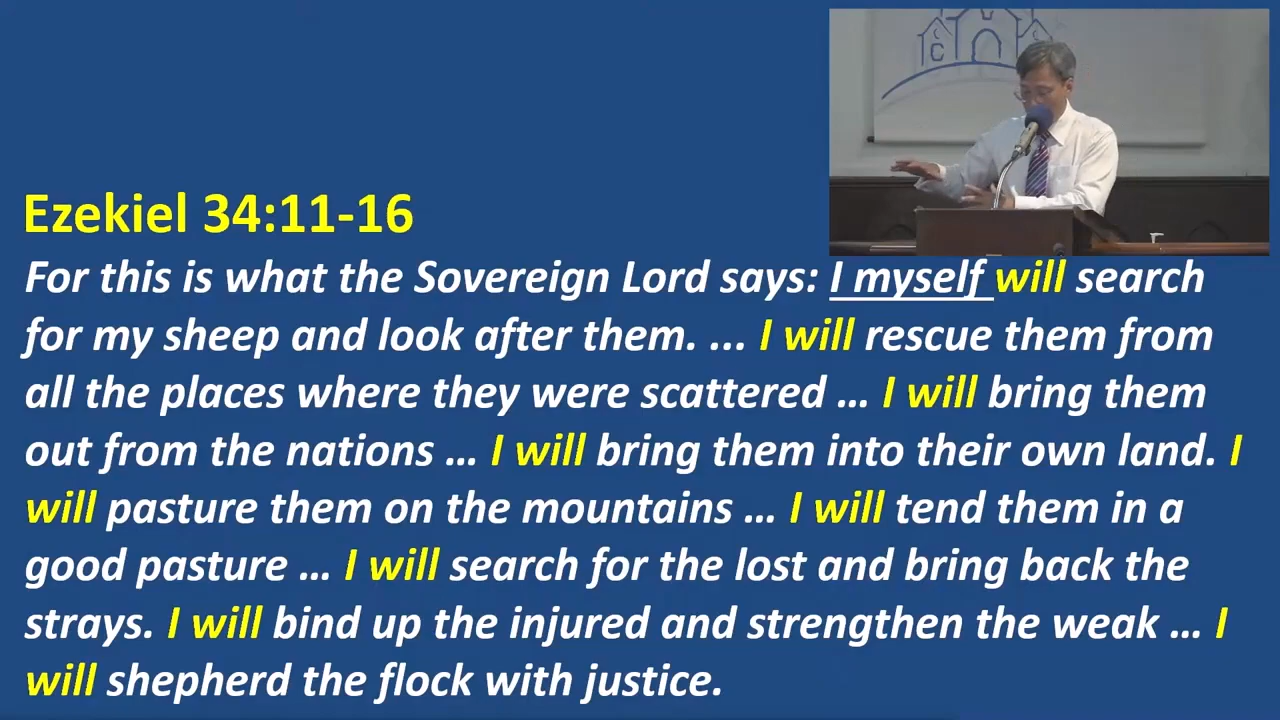 C
Ezekiel 34:11-16
For this is what the Sovereign Lord says: I myself will search
for my sheep and look after them. ... I will rescue them from
all the places where they were scattered … I will bring them
out from the nations … I will bring them into their own land. I
will pasture them on the mountains … I will tend them in a
good pasture … I will search for the lost and bring back the
strays. I will bind up the injured and strengthen the weak … I
will shepherd the flock with justice.